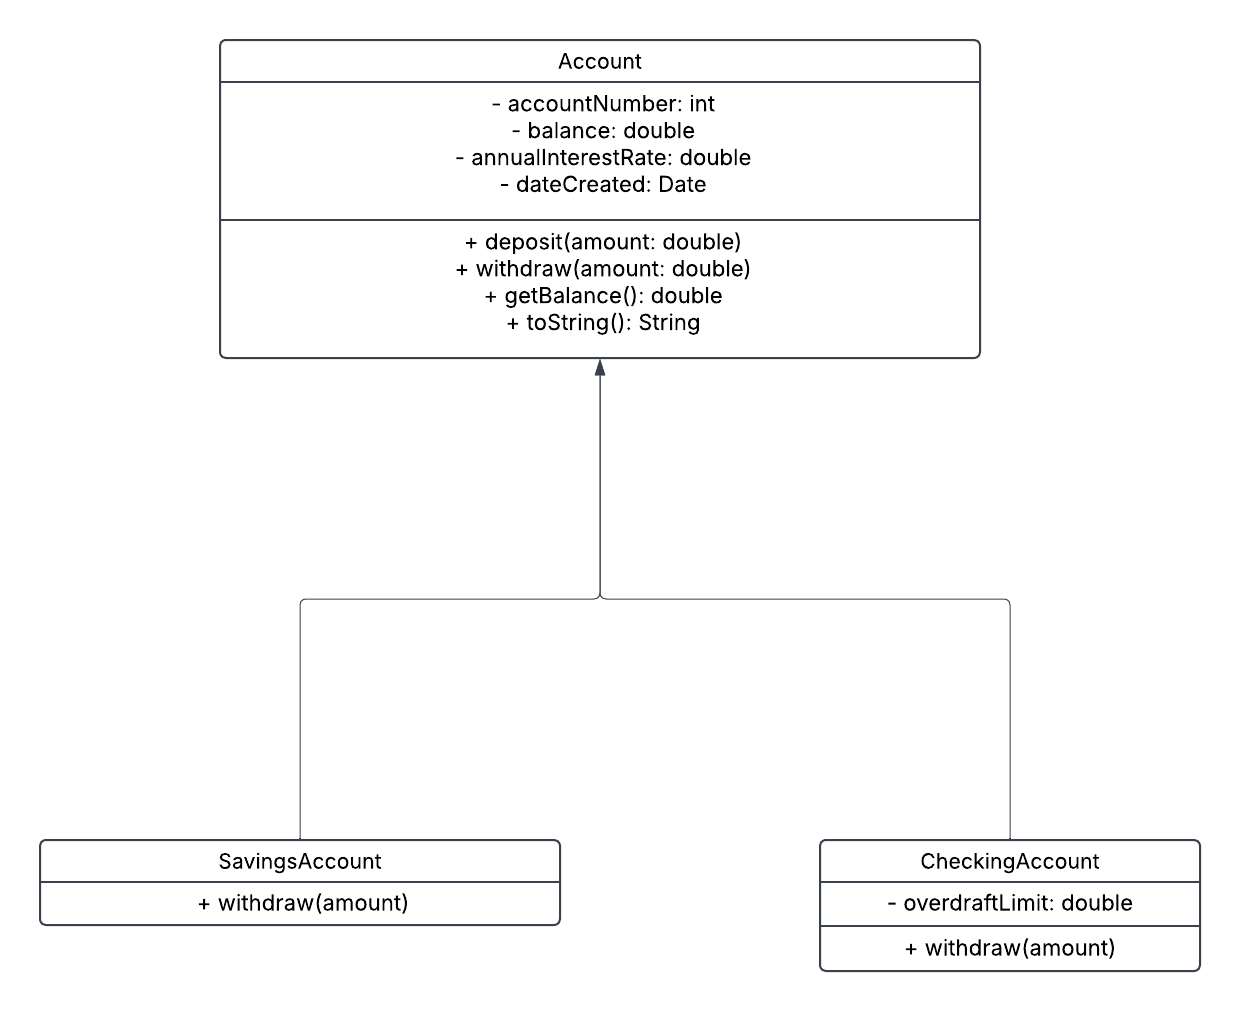 Account
- accountNumber: int
- balance: double
- annualInterestRate: double
- dateCreated: Date
+ deposit(amount: double)
+ withdraw(amount: double)
+ getBalance(): double
+ toString(): String
SavingsAccount
+ withdraw(amount)
CheckingAccount
- overdraftLimit: double
+ withdraw(amount)